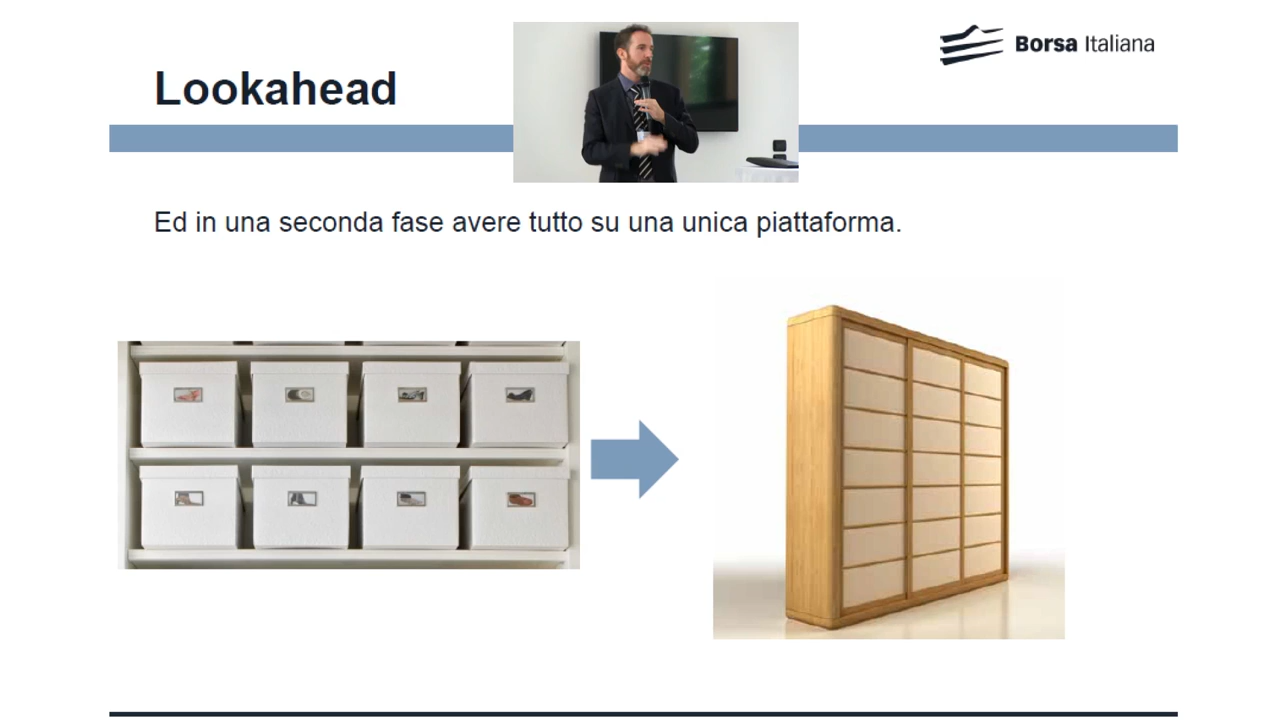 Borsa Italiana
Lookahead
Ed in una seconda fase avere tutto su una unica piattaforma.